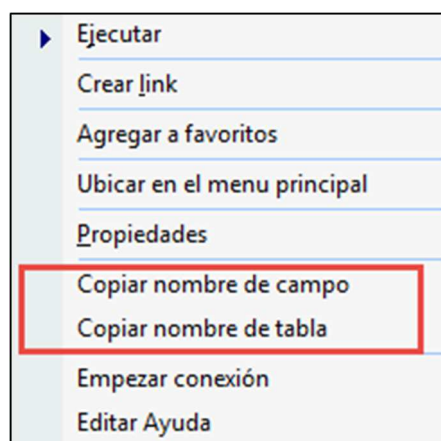 Ejecutar
Crear link
Agregar a favoritos
Ubicar en el menu principal
Propiedades
Copiar nombre de campo
Copiar nombre de tabla
Empezar conexión
Editar Ayuda